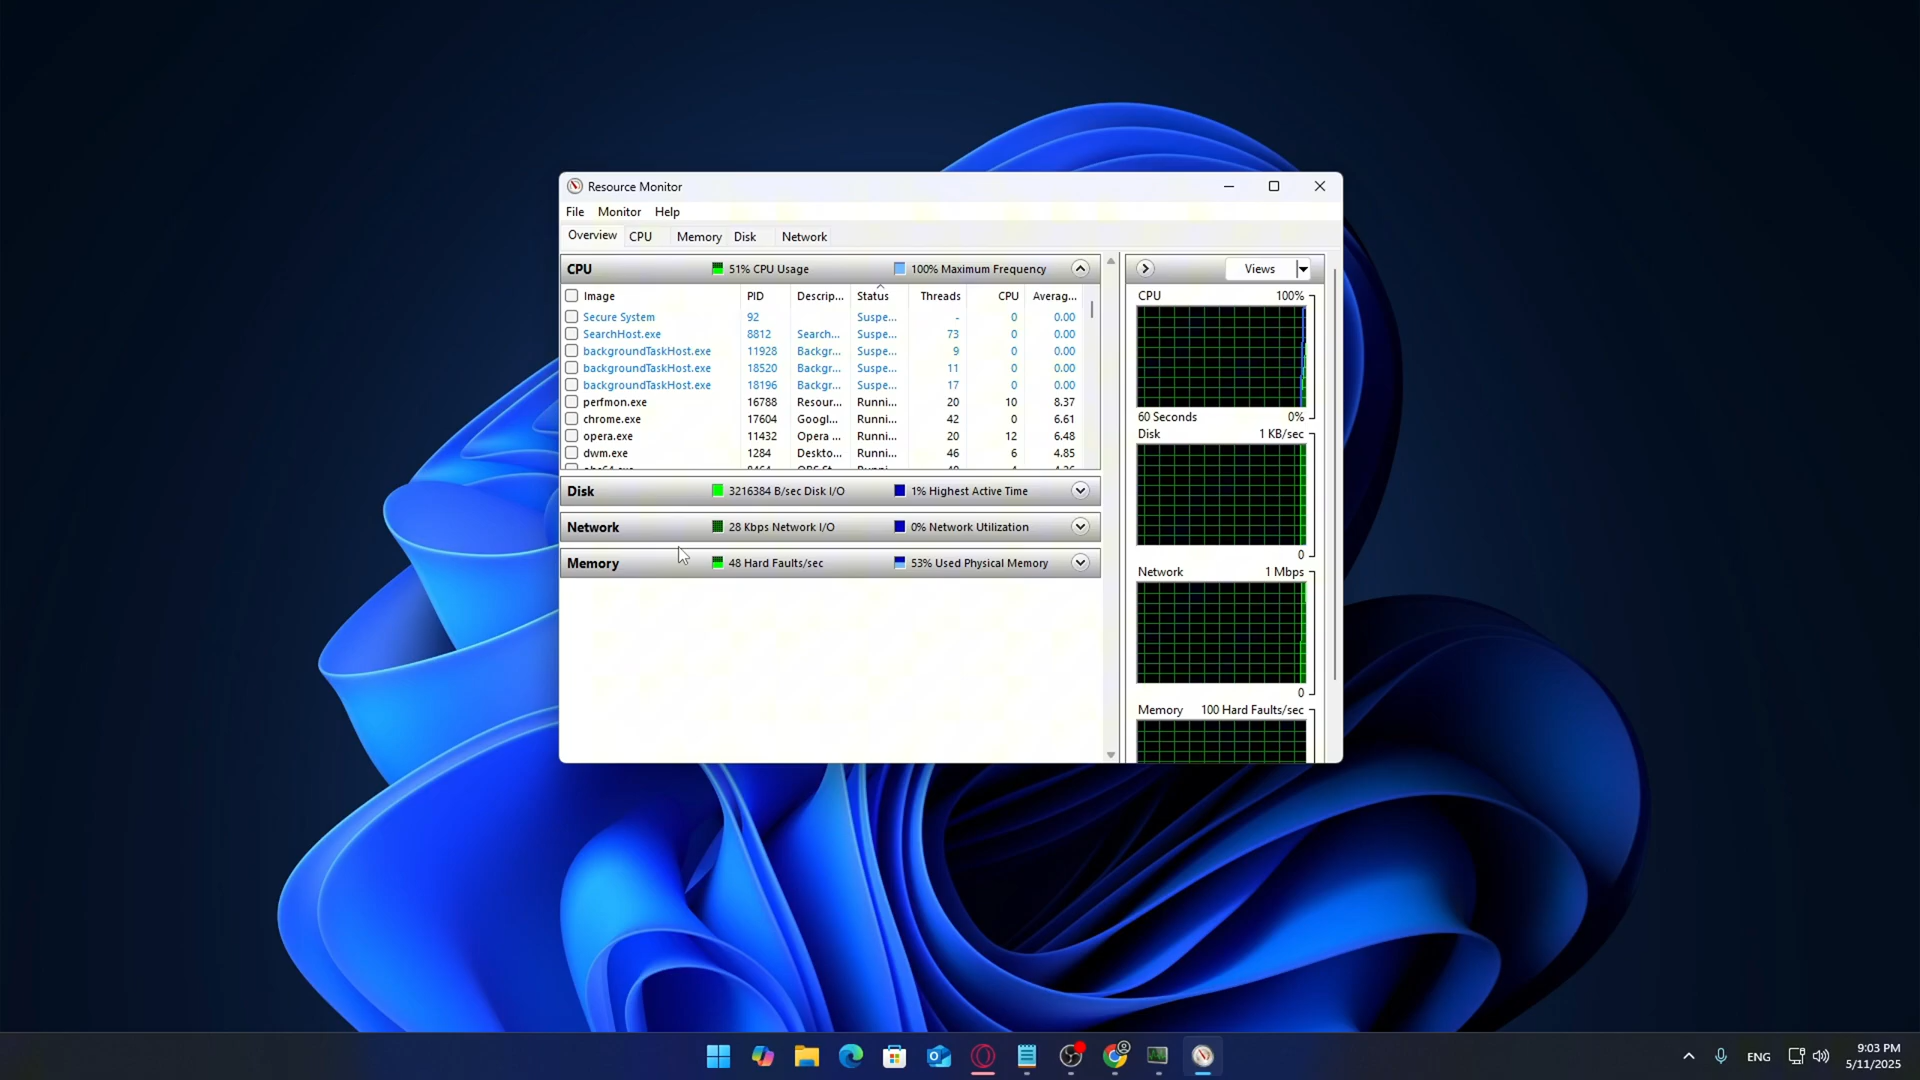 Resource Monitor
File Monitor Help
Overview CPU Memory Disk Network
CPU 51% CPU Usage 100% Maximum Frequency
Image PID Descrip... Status Threads CPU Averag...
Secure System 92 Suspe... - 0 0.00
SearchHost.exe 8812 Search... Suspe... 73 0 0.00
backgroundTaskHost.exe 11928 Backgr... Suspe... 9 0 0.00
backgroundTaskHost.exe 18520 Backgr... Suspe... 11 0 0.00
backgroundTaskHost.exe 18196 Backgr... Suspe... 17 0 0.00
perfmon.exe 16788 Resour... Runni... 20 10 8.37
chrome.exe 17604 Googl... Runni... 42 0 6.61
opera.exe 11432 Opera ... Runni... 20 12 6.48
dwm.exe 1284 Deskto... Runni... 46 6 4.85
Disk 3216384 B/sec Disk I/O 1% Highest Active Time
Network 28 Kbps Network I/O 0% Network Utilization
Memory 48 Hard Faults/sec 53% Used Physical Memory
Views
CPU 100%
60 Seconds 0%
Disk 1 KB/sec
0
Network 1 Mbps
0
Memory 100 Hard Faults/sec
ENG
9:03 PM
5/11/2025